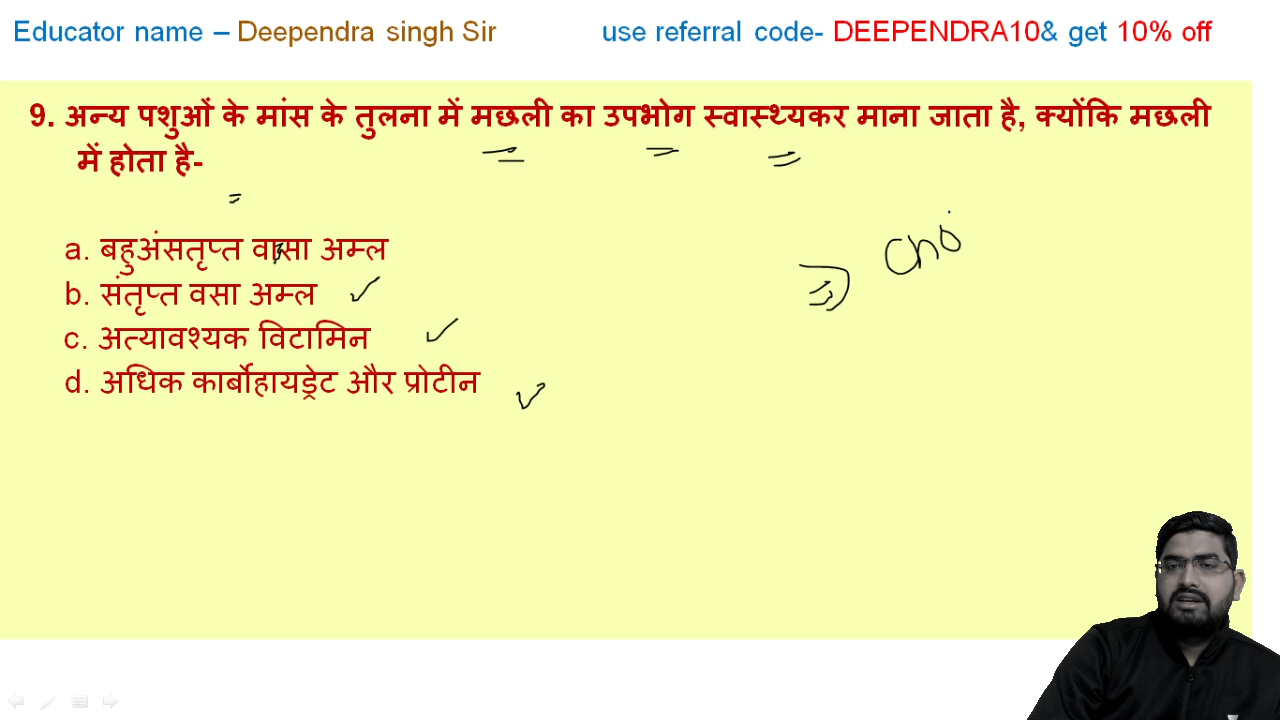 Educator name – Deependra singh Sir use referral code- DEEPENDRA10& get 10% off
9. अन्य पशुओं के मांस के तुलना में मछली का उपभोग स्वास्थ्यकर माना जाता है, क्योंकि मछली
में होता है-
a. बहुअंसतृप्त वासा अम्ल
b. संतृप्त वसा अम्ल
c. अत्यावश्यक विटामिन
d. अधिक कार्बोहायड्रेट और प्रोटीन
Cho